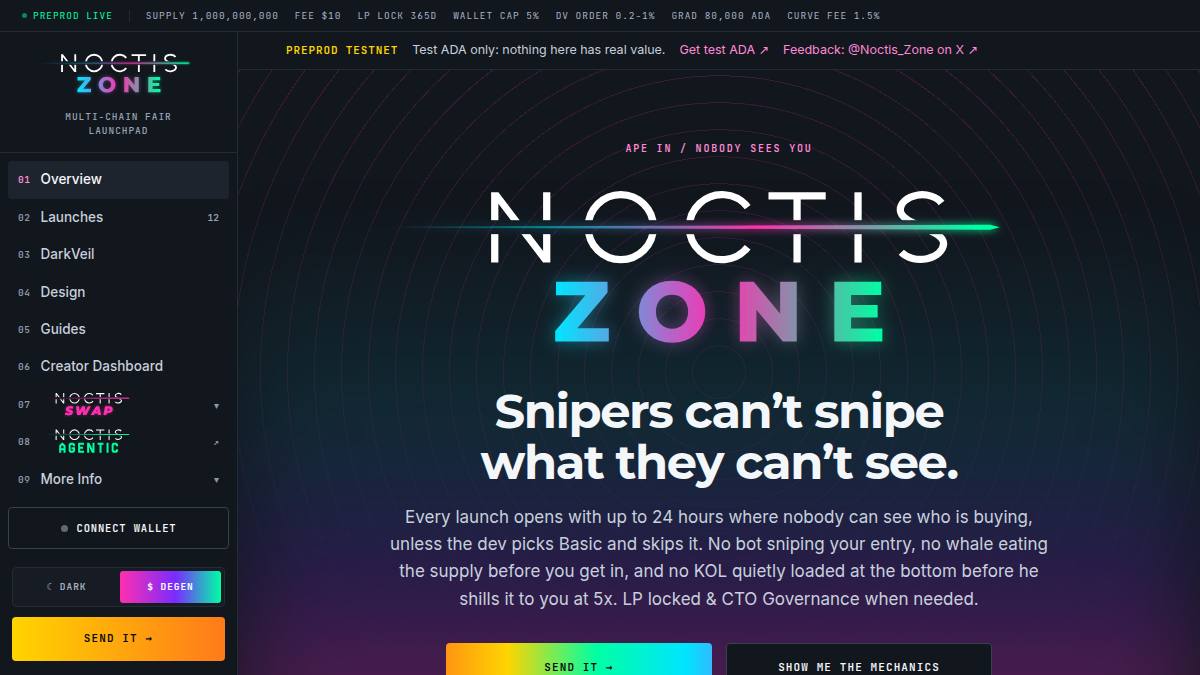 PREPROD LIVE SUPPLY 1,000,000,000 FEE $10 LP LOCK 365D WALLET CAP 5% DV ORDER 0.2-1% GRAD 80,000 ADA CURVE FEE 1.5%
NOCTIS
ZONE
MULTI-CHAIN FAIR
LAUNCHPAD
01 Overview
02 Launches 12
03 DarkVeil
04 Design
05 Guides
06 Creator Dashboard
07 NOCTIS SWAP ▾
08 NOCTIS AGENTIC ↗
09 More Info ▾
CONNECT WALLET
☾ DARK $ DEGEN
SEND IT →
PREPROD TESTNET Test ADA only: nothing here has real value. Get test ADA ↗ Feedback: @Noctis_Zone on X ↗
APE IN / NOBODY SEES YOU
NOCTIS
ZONE
Snipers can’t snipe
what they can’t see.
Every launch opens with up to 24 hours where nobody can see who is buying,
unless the dev picks Basic and skips it. No bot sniping your entry, no whale eating
the supply before you get in, and no KOL quietly loaded at the bottom before he
shills it to you at 5x. LP locked & CTO Governance when needed.
SEND IT → SHOW ME THE MECHANICS